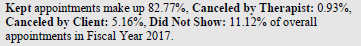 Kept appointments make up 82.77%, Canceled by Therapist: 0.93%,
Canceled by Client: 5.16%, Did Not Show: 11.12% of overall
appointments in Fiscal Year 2017.